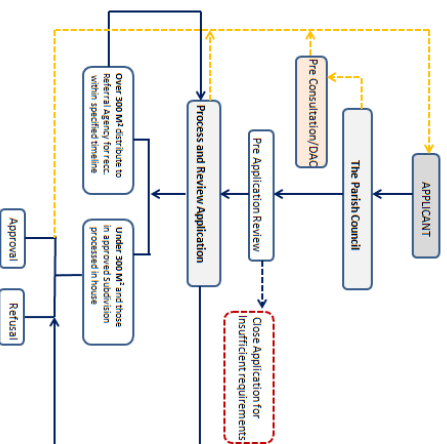 APPLICANT
The Parish Council
Pre Consultation/DAC
Pre Application Review
Close Application for
Insufficient requirements
Process and Review Application
Over 300 M² distribute to
Referral Agency for recc.
within specified timeline
Under 300 M² and those
in approved Subdivision
processed in house
Approval
Refusal